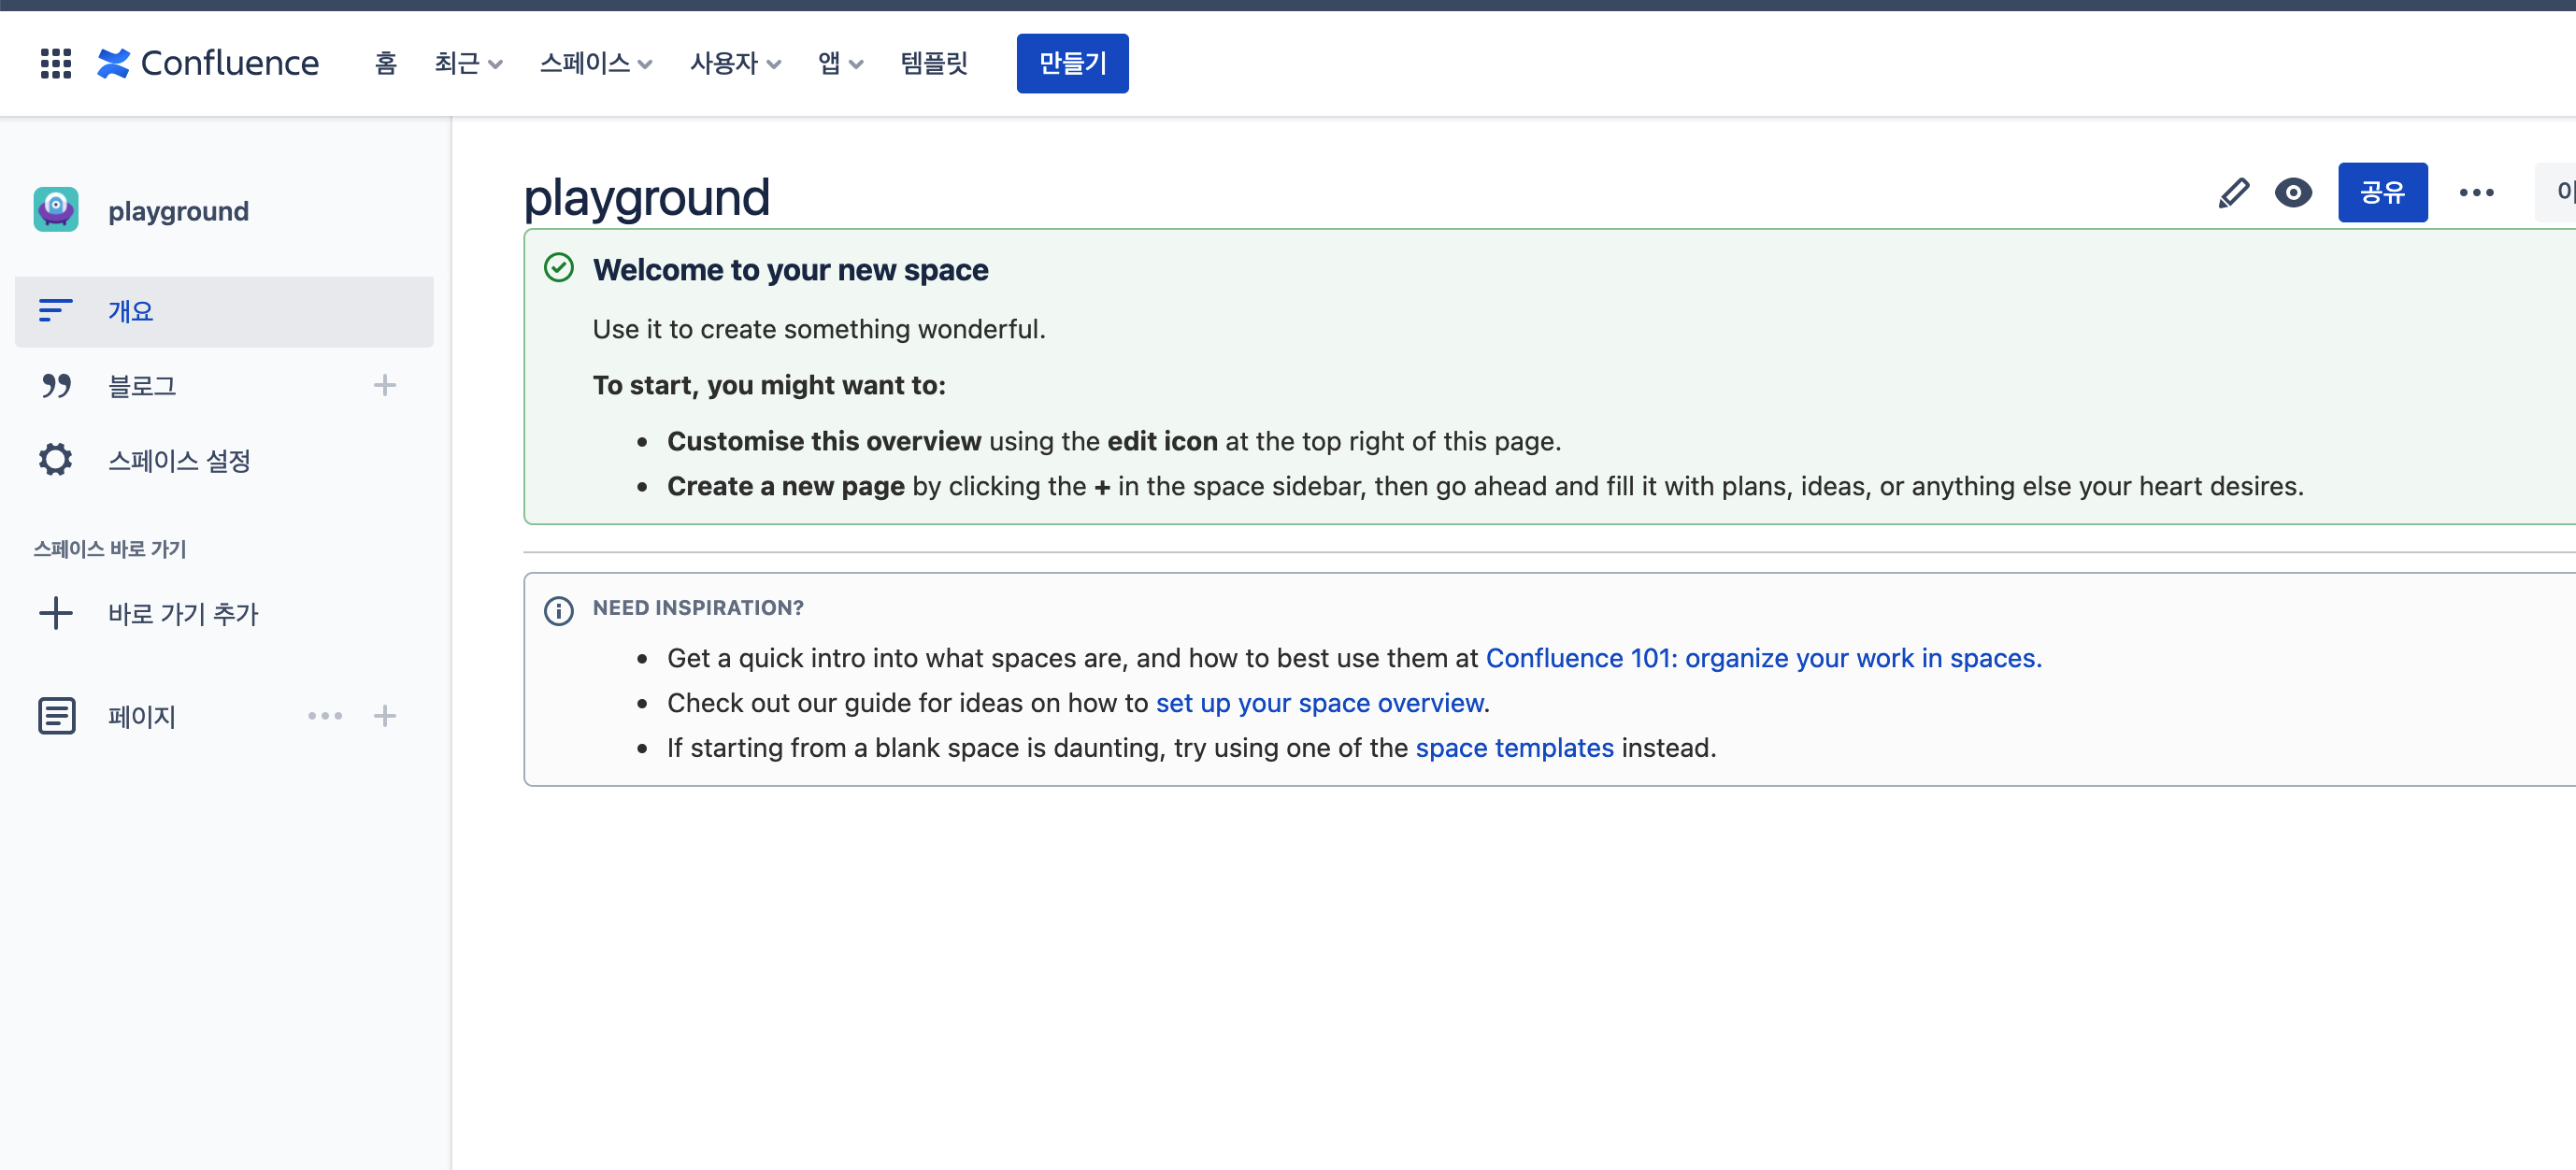 Confluence 홈 최근 스페이스 사용자 앱 템플릿 만들기
playground
개요
블로그
스페이스 설정
스페이스 바로 가기
바로 가기 추가
페이지
playground
공유
Welcome to your new space
Use it to create something wonderful.
To start, you might want to:
Customise this overview using the edit icon at the top right of this page.
Create a new page by clicking the + in the space sidebar, then go ahead and fill it with plans, ideas, or anything else your heart desires.
NEED INSPIRATION?
Get a quick intro into what spaces are, and how to best use them at Confluence 101: organize your work in spaces.
Check out our guide for ideas on how to set up your space overview.
If starting from a blank space is daunting, try using one of the space templates instead.